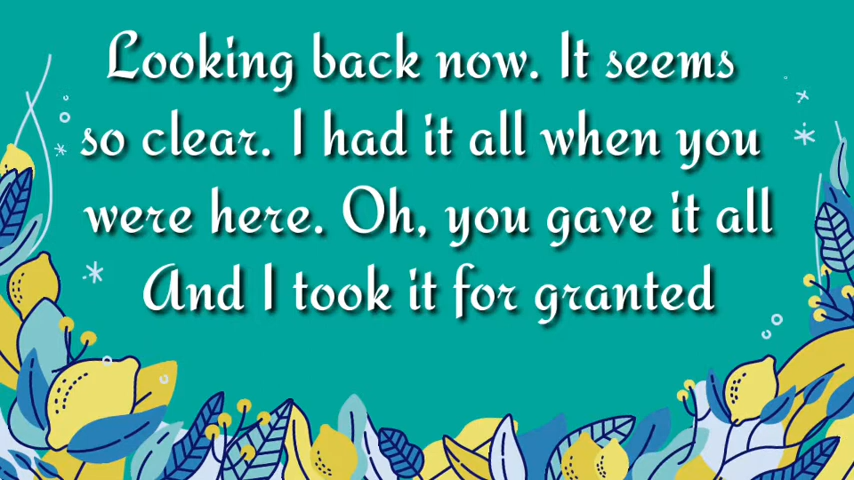 Looking back now. It seems
so clear. I had it all when you
were here. Oh, you gave it all
And I took it for granted